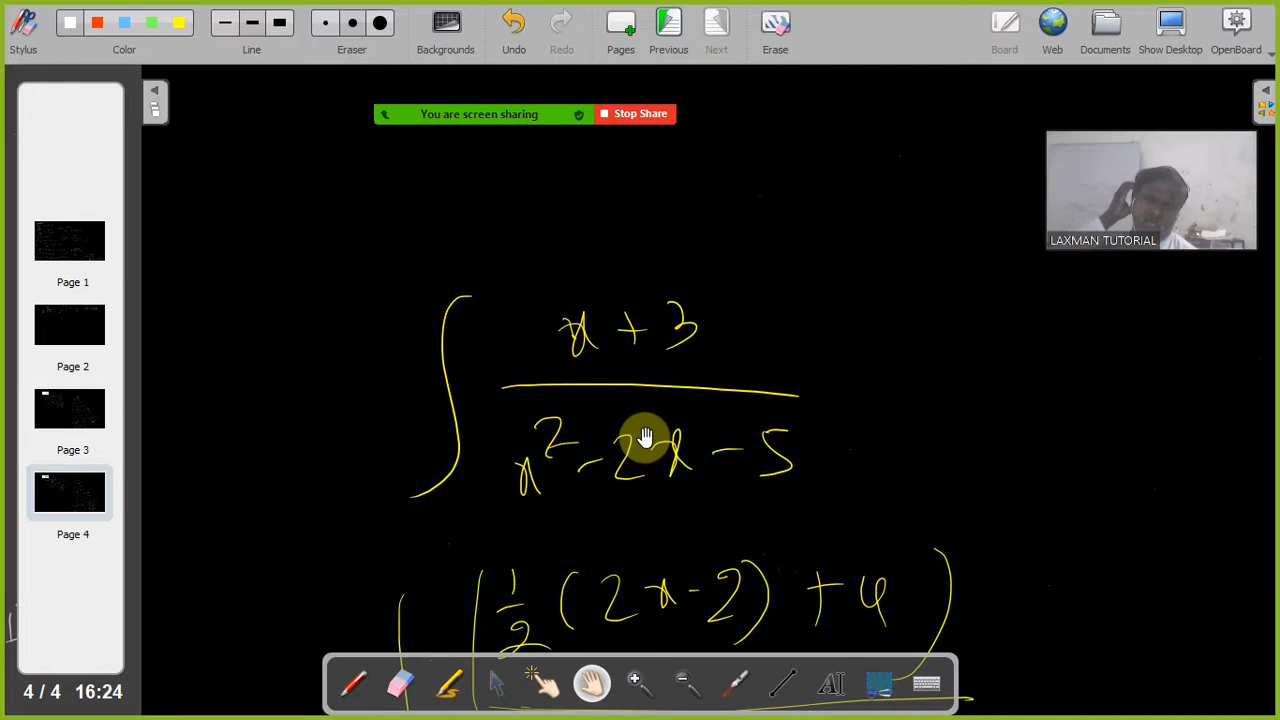 Stylus Color Line Eraser Backgrounds Undo Redo Pages Previous Next Erase Board Web Documents Show Desktop OpenBoard
You are screen sharing Stop Share
LAXMAN TUTORIAL
Page 1
Page 2
Page 3
Page 4
∫ x + 3
x² - 2x - 5
1/2 (2x - 2) + 4
4 / 4 16:24
AI